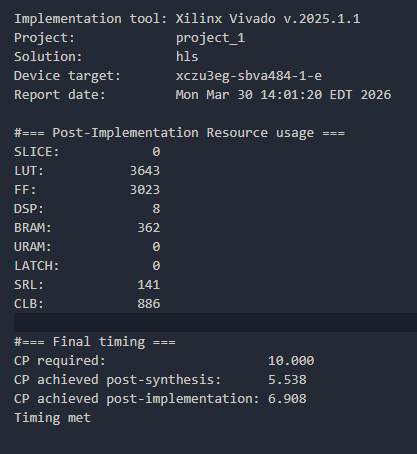 Implementation tool: Xilinx Vivado v.2025.1.1
Project:             project_1
Solution:            hls
Device target:       xczu3eg-sbva484-1-e
Report date:         Mon Mar 30 14:01:20 EDT 2026

#=== Post-Implementation Resource usage ===
SLICE:            0
LUT:           3643
FF:            3023
DSP:              8
BRAM:           362
URAM:             0
LATCH:            0
SRL:            141
CLB:            886

#=== Final timing ===
CP required:                     10.000
CP achieved post-synthesis:      5.538
CP achieved post-implementation: 6.908
Timing met